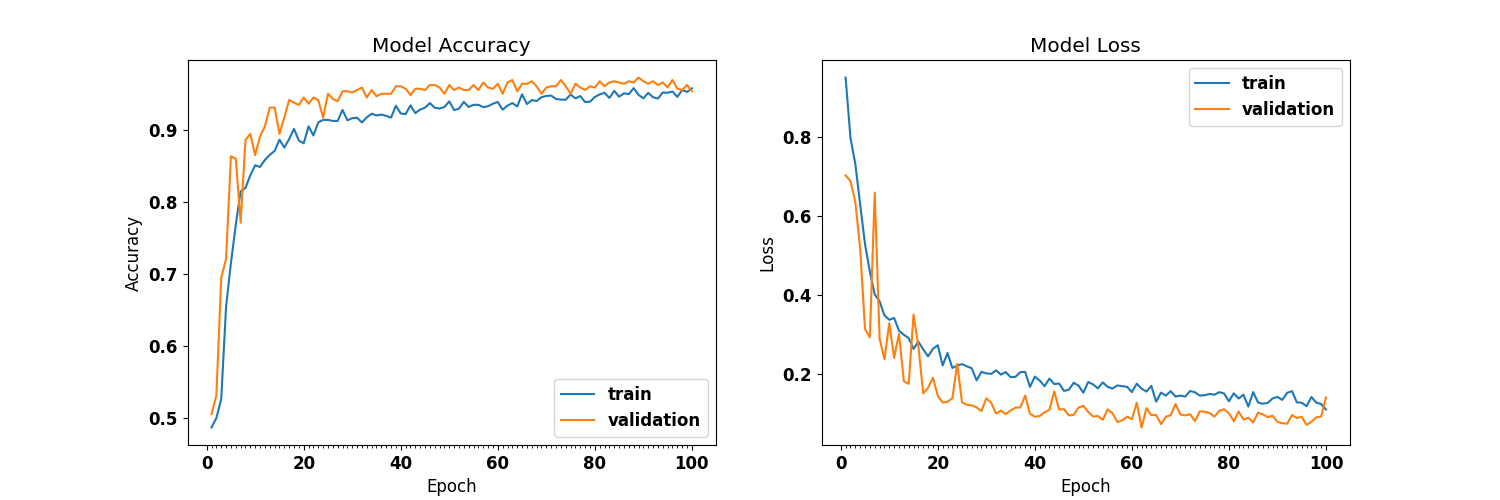 Model Accuracy
Accuracy
0.9
0.8
0.7
0.6
0.5
train
validation
0 20 40 60 80 100
Epoch
Model Loss
Loss
0.8
0.6
0.4
0.2
train
validation
0 20 40 60 80 100
Epoch